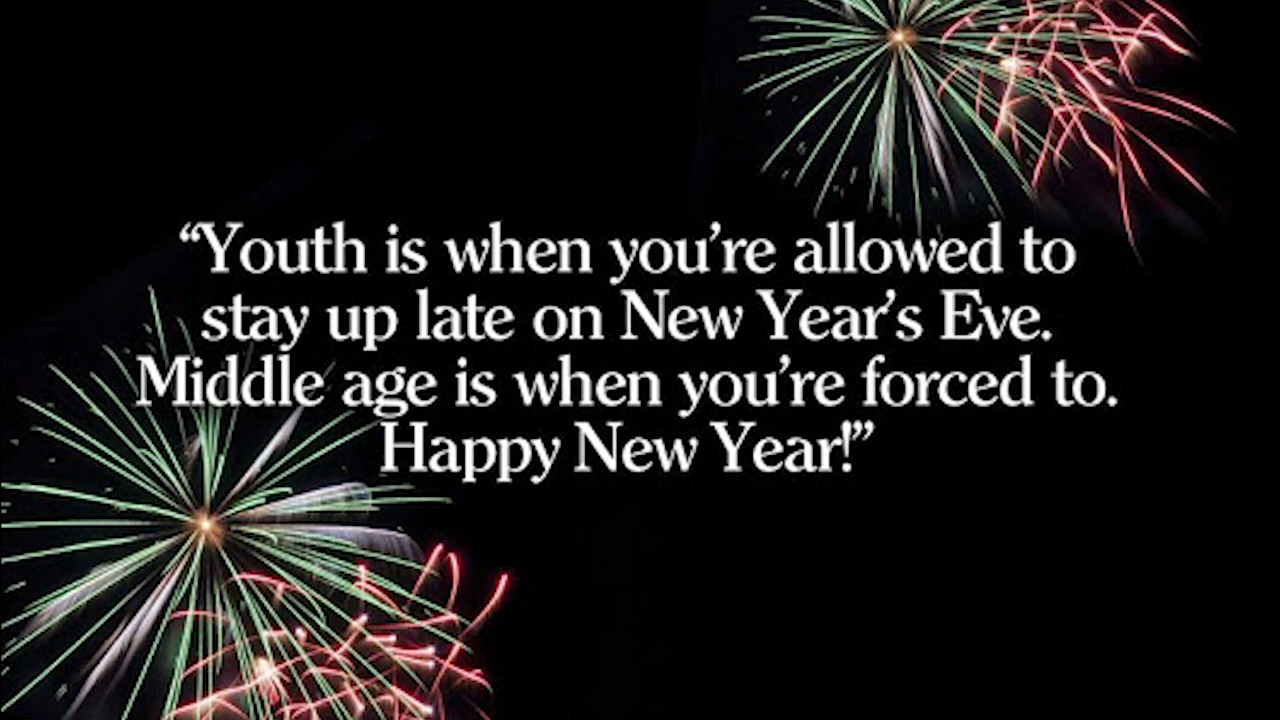 “Youth is when you’re allowed to
stay up late on New Year’s Eve.
Middle age is when you’re forced to.
Happy New Year!”